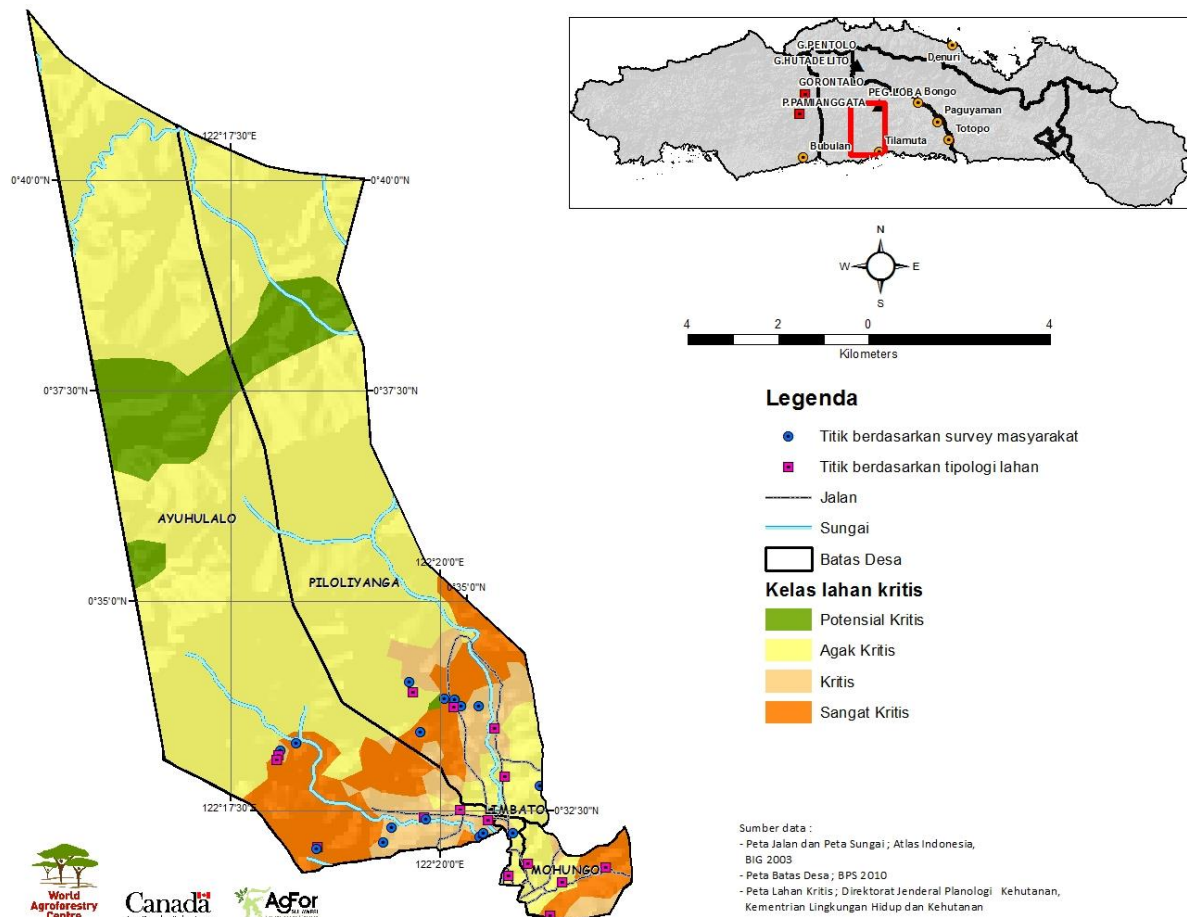 122°17'30"E
0°40'0"N
0°40'0"N
0°37'30"N
0°37'30"N
AYUHULALO
PILOLIYANGA
122°20'0"E
0°35'0"N
0°35'0"N
122°17'30"E
LIMBATO
0°32'30"N
122°20'0"E
MOHUNGO
G.PENTOLO
G.HUTADELITO
GORONTALO
P.PAMIANGGATA
PEG.LOBA
Bongo
Paguyaman
Totopo
Tilamuta
Bubulan
N
W
E
S
4 2 0 4
Kilometers
Legenda
Titik berdasarkan survey masyarakat
Titik berdasarkan tipologi lahan
Jalan
Sungai
Batas Desa
Kelas lahan kritis
Potensial Kritis
Agak Kritis
Kritis
Sangat Kritis
Sumber data :
- Peta Jalan dan Peta Sungai ; Atlas Indonesia,
BIG 2003
- Peta Batas Desa ; BPS 2010
- Peta Lahan Kritis ; Direktorat Jenderal Planologi Kehutanan,
Kementrian Lingkungan Hidup dan Kehutanan
World
Agroforestry
Centre
Canada
AgFor